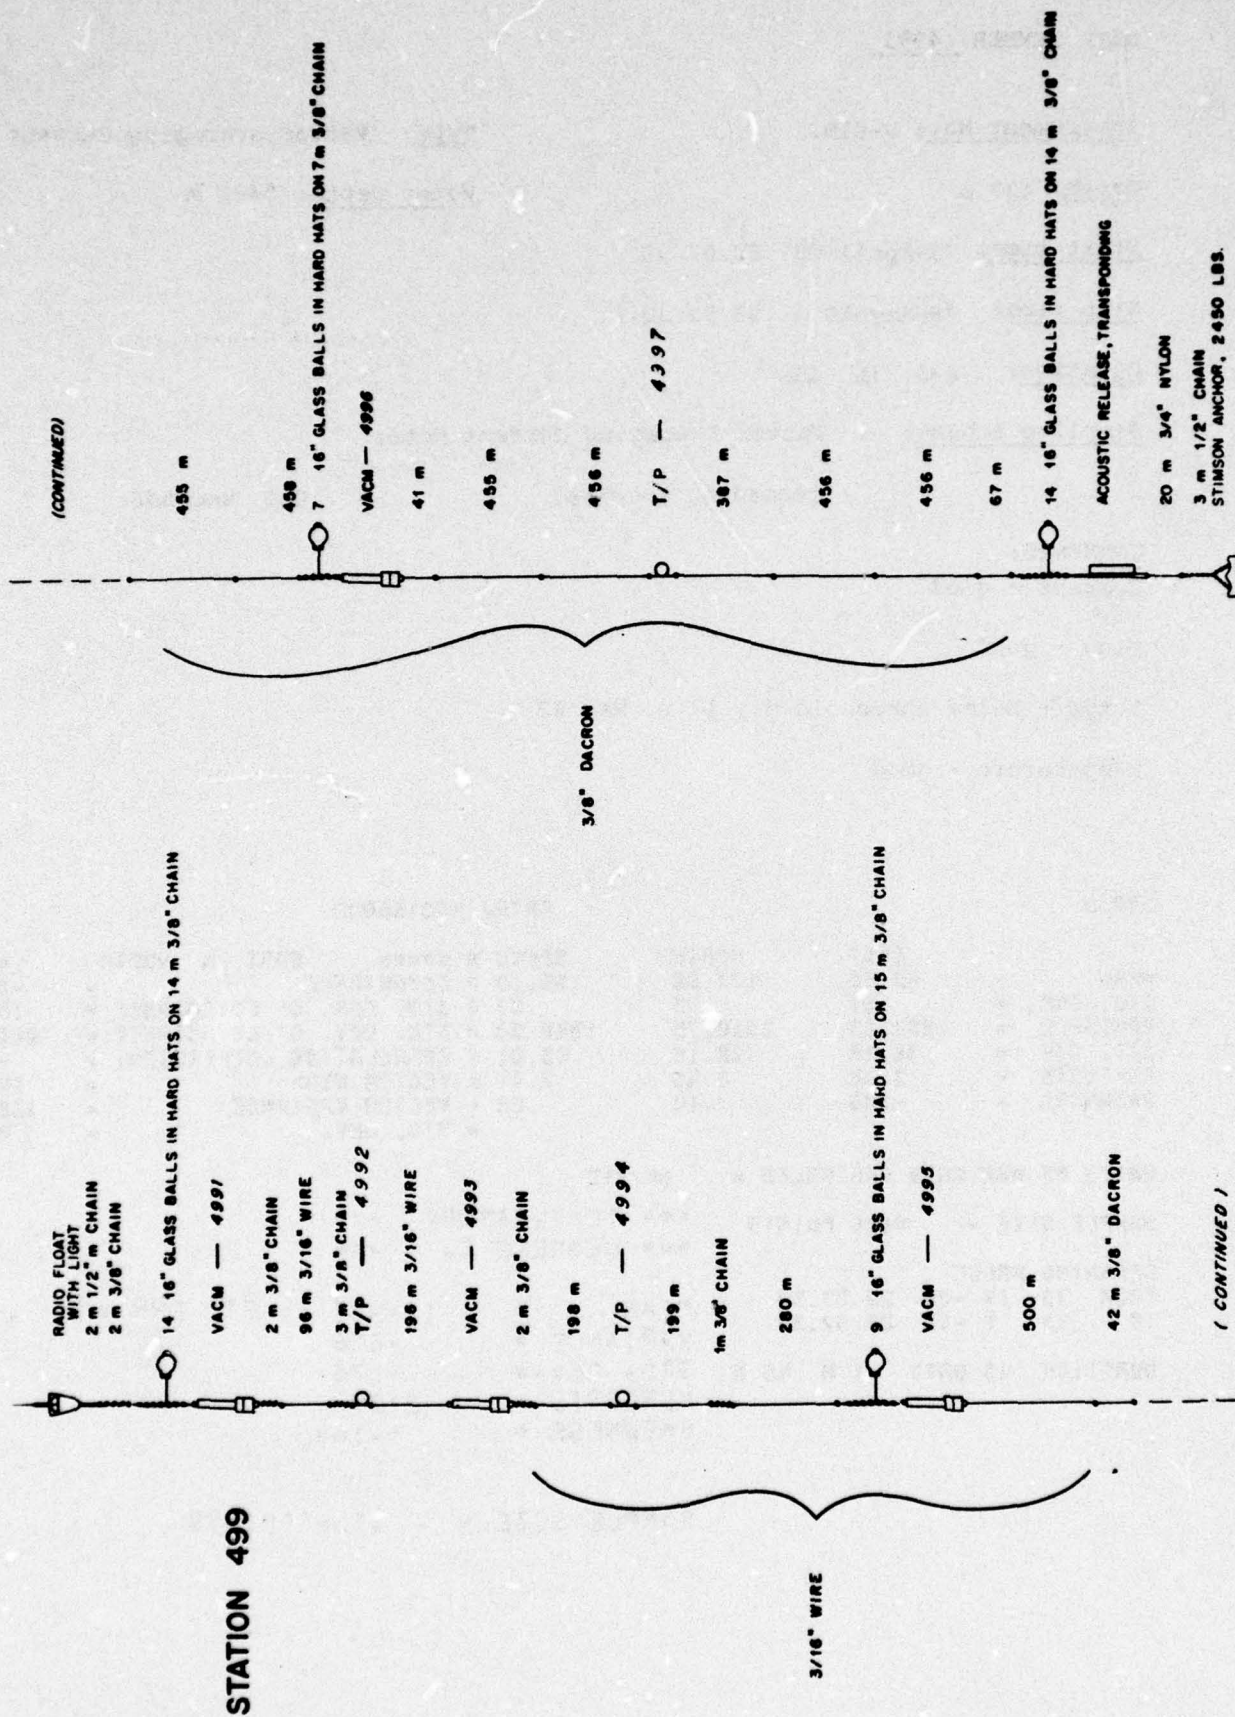 STATION 499
RADIO FLOAT
WITH LIGHT
2 m 1/2" m CHAIN
2 m 3/8" CHAIN
14 16" GLASS BALLS IN HARD HATS ON 14 m 3/8" CHAIN
VACM — 4991
2 m 3/8" CHAIN
96 m 3/16" WIRE
3 m 3/8" CHAIN
T/P — 4992
196 m 3/16" WIRE
VACM — 4993
2 m 3/8" CHAIN
198 m
T/P — 4994
199 m
1m 3/8" CHAIN
280 m
9 16" GLASS BALLS IN HARD HATS ON 15 m 3/8" CHAIN
VACM — 4995
500 m
42 m 3/8" DACRON
3/16" WIRE
(CONTINUED)
(CONTINUED)
455 m
458 m
7 16" GLASS BALLS IN HARD HATS ON 7m 3/8" CHAIN
VACM — 4996
41 m
455 m
456 m
T/P — 4397
387 m
456 m
456 m
67 m
14 16" GLASS BALLS IN HARD HATS ON 14 m 3/8" CHAIN
ACOUSTIC RELEASE, TRANSPONDING
20 m 3/4" NYLON
3 m 1/2" CHAIN
STIMSON ANCHOR, 2450 LBS.
3/8" DACRON